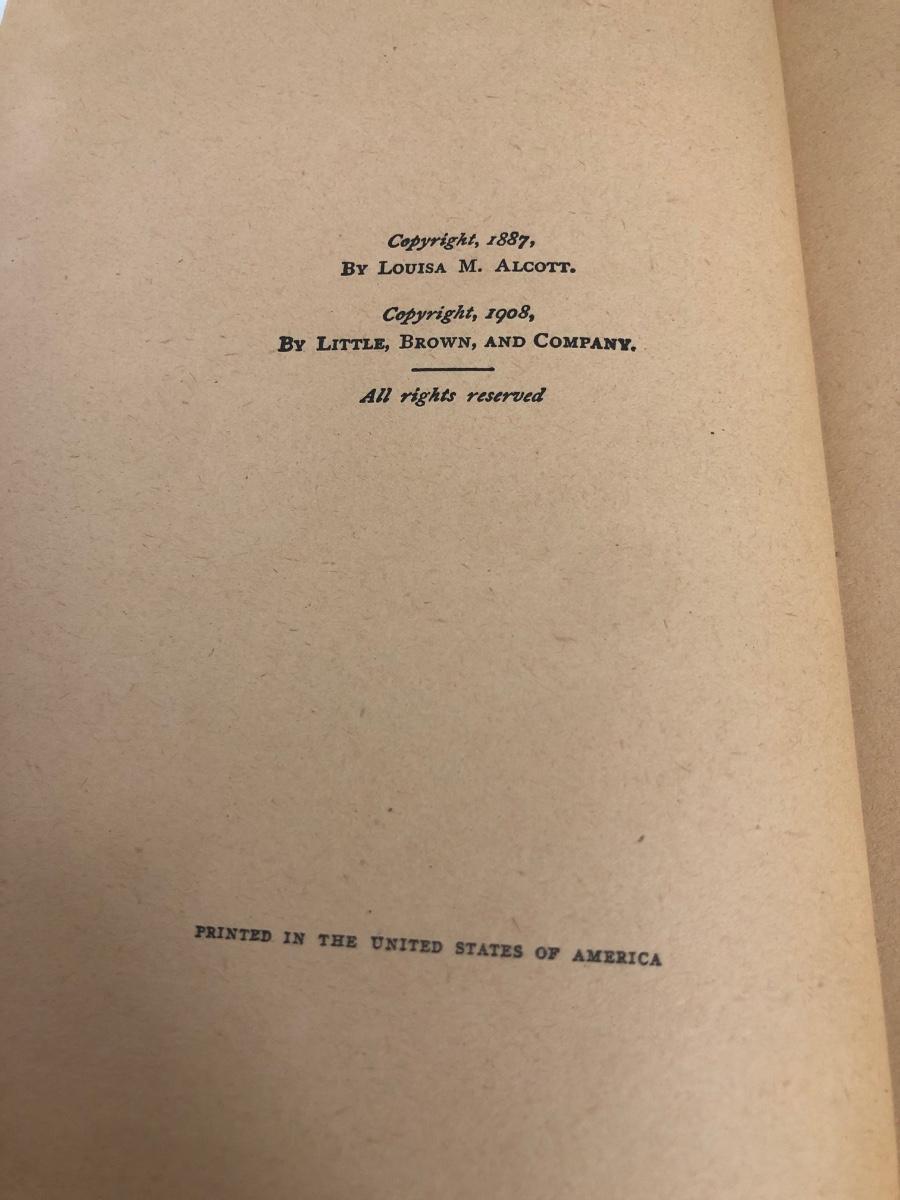 Copyright, 1887,
By Louisa M. Alcott.
Copyright, 1908,
By Little, Brown, and Company.
All rights reserved
PRINTED IN THE UNITED STATES OF AMERICA